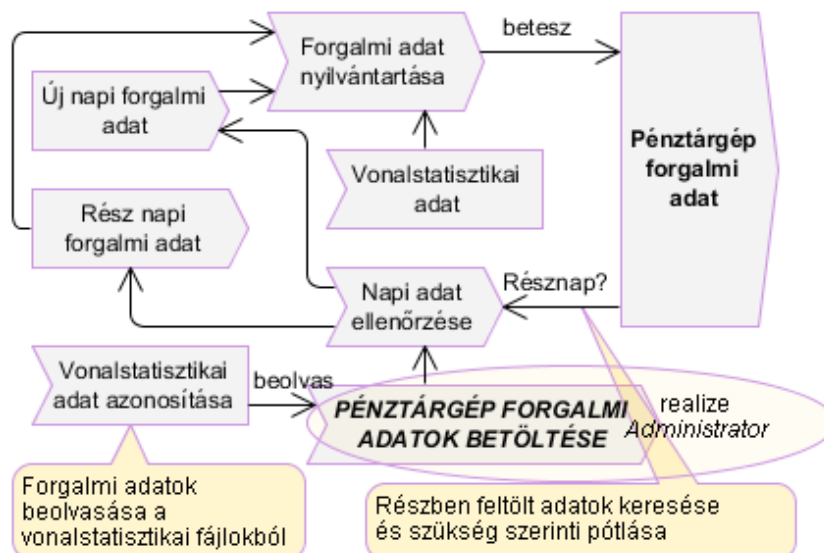 Forgalmi adat
nyilvántartása
betesz
Új napi forgalmi
adat
Pénztárgép
forgalmi
adat
Vonalstatisztikai
adat
Rész napi
forgalmi adat
Napi adat
ellenőrzése
Résznap?
Vonalstatisztikai
adat azonosítása
beolvas
PÉNZTÁRGÉP FORGALMI
ADATOK BETÖLTÉSE
realize
Administrator
Forgalmi adatok
beolvasása a
vonalstatisztikai fájlokból
Részben feltölt adatok keresése
és szükség szerinti pótlása